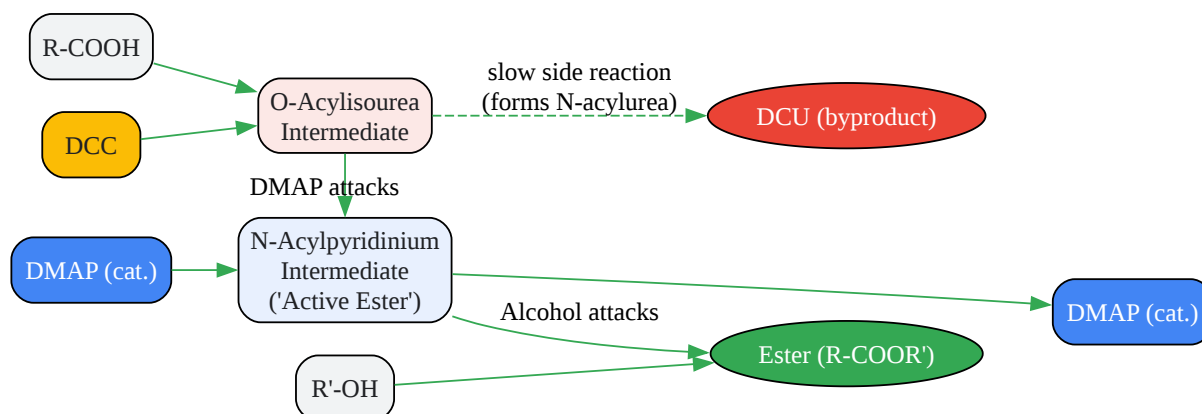 R-COOH
DCC
O-Acylisourea
Intermediate
slow side reaction
(forms N-acylurea)
DCU (byproduct)
DMAP attacks
DMAP (cat.)
N-Acylpyridinium
Intermediate
('Active Ester')
DMAP (cat.)
Alcohol attacks
Ester (R-COOR')
R'-OH